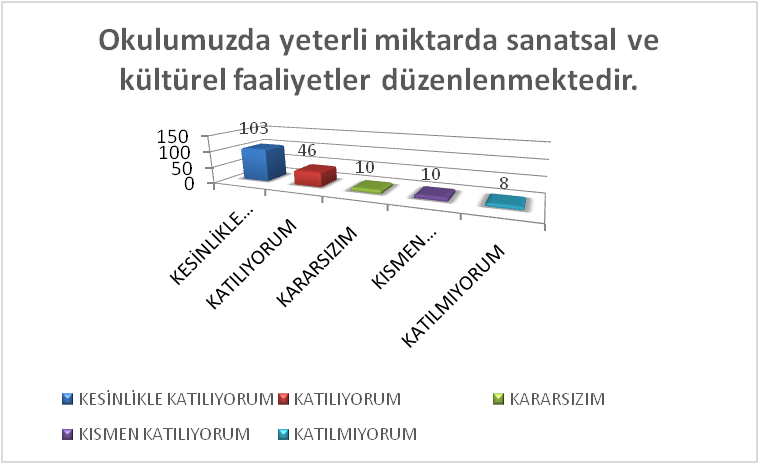 Okulumuzda yeterli miktarda sanatsal ve
kültürel faaliyetler düzenlenmektedir.
150
100
50
0
103
46
10
10
8
KESİNLİKLE...
KATILIYORUM
KARARSIZIM
KISMEN...
KATILMIYORUM
KESİNLİKLE KATILIYORUM KATILIYORUM KARARSIZIM
KISMEN KATILIYORUM KATILMIYORUM